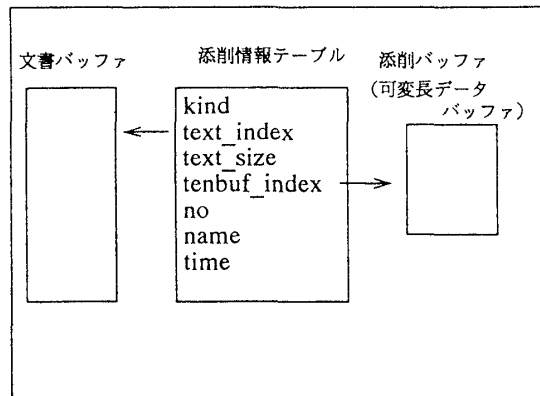 文書バッファ
添削情報テーブル
添削バッファ
(可変長データ
バッファ)
kind
text_index
text_size
tenbuf_index
no
name
time